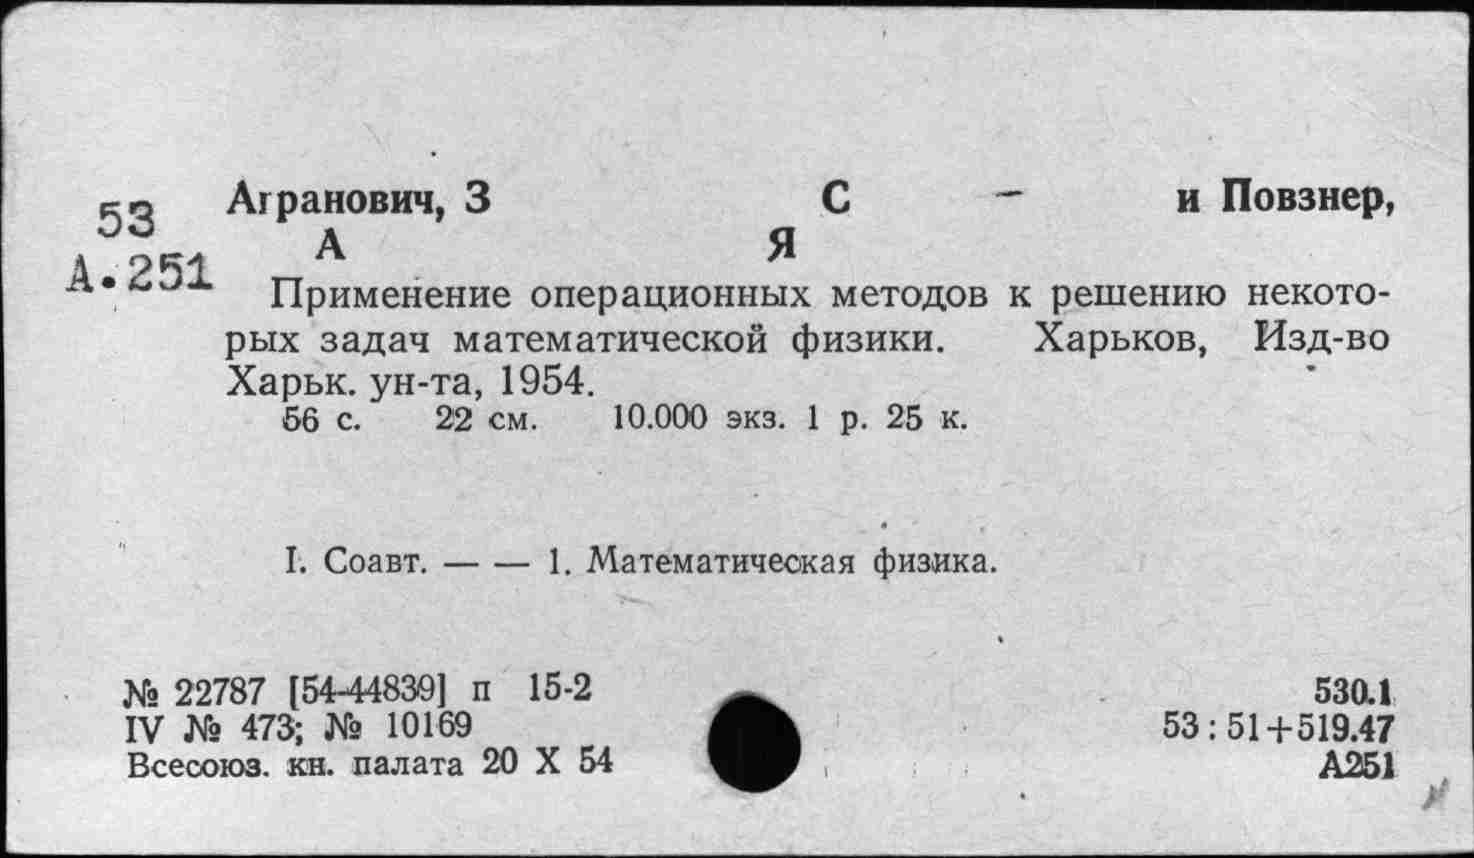 53 Агранович, З С - и Повзнер,
А Я
А.251
Применение операционных методов к решению некото-
рых задач математической физики. Харьков, Изд-во
Харьк. ун-та, 1954.
56 с. 22 см. 10.000 экз. 1 р. 25 к.
I. Соавт. — — 1. Математическая физика.
№ 22787 [54-44839] п 15-2
IV № 473; № 10169
Всесоюз. кн. палата 20 X 54
530.1
53 : 51+519.47
А251